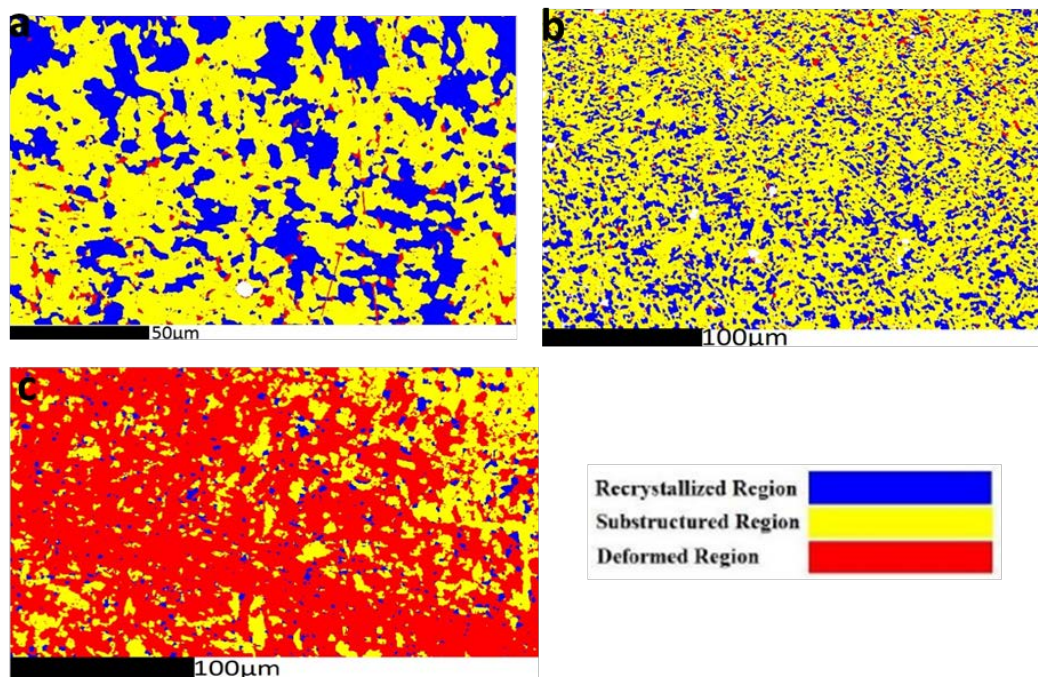 a
b
50µm
100µm
c
Recrystallized Region
Substructured Region
Deformed Region
100µm